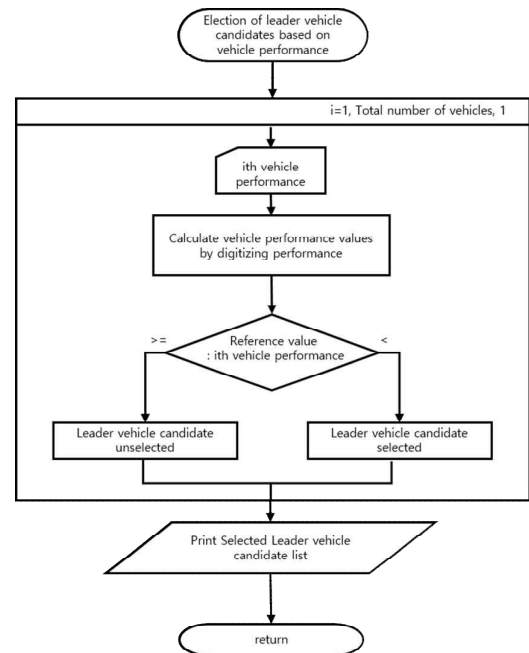 Election of leader vehicle
candidates based on
vehicle performance
i=1, Total number of vehicles, 1
ith vehicle
performance
Calculate vehicle performance values
by digitizing performance
>=
Reference value
: ith vehicle performance
<
Leader vehicle candidate
unselected
Leader vehicle candidate
selected
Print Selected Leader vehicle
candidate list
return